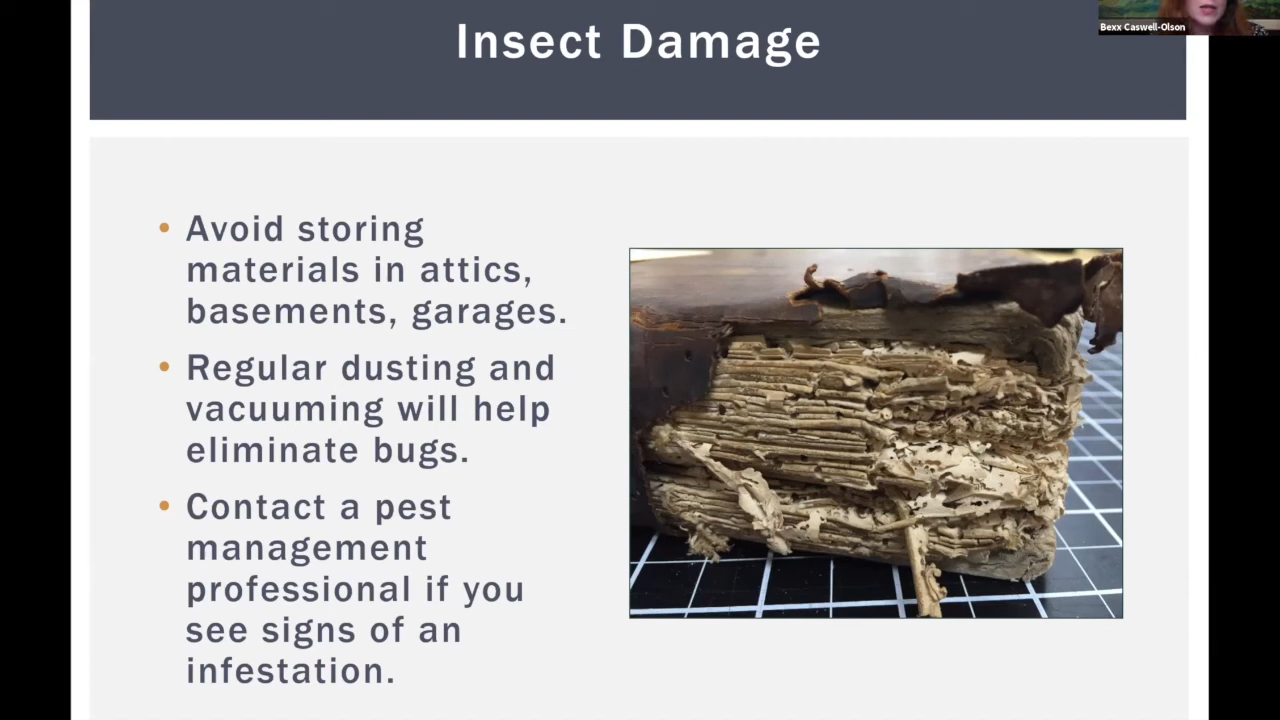 Insect Damage
Bexx Caswell-Olson
• Avoid storing
materials in attics,
basements, garages.
• Regular dusting and
vacuuming will help
eliminate bugs.
• Contact a pest
management
professional if you
see signs of an
infestation.